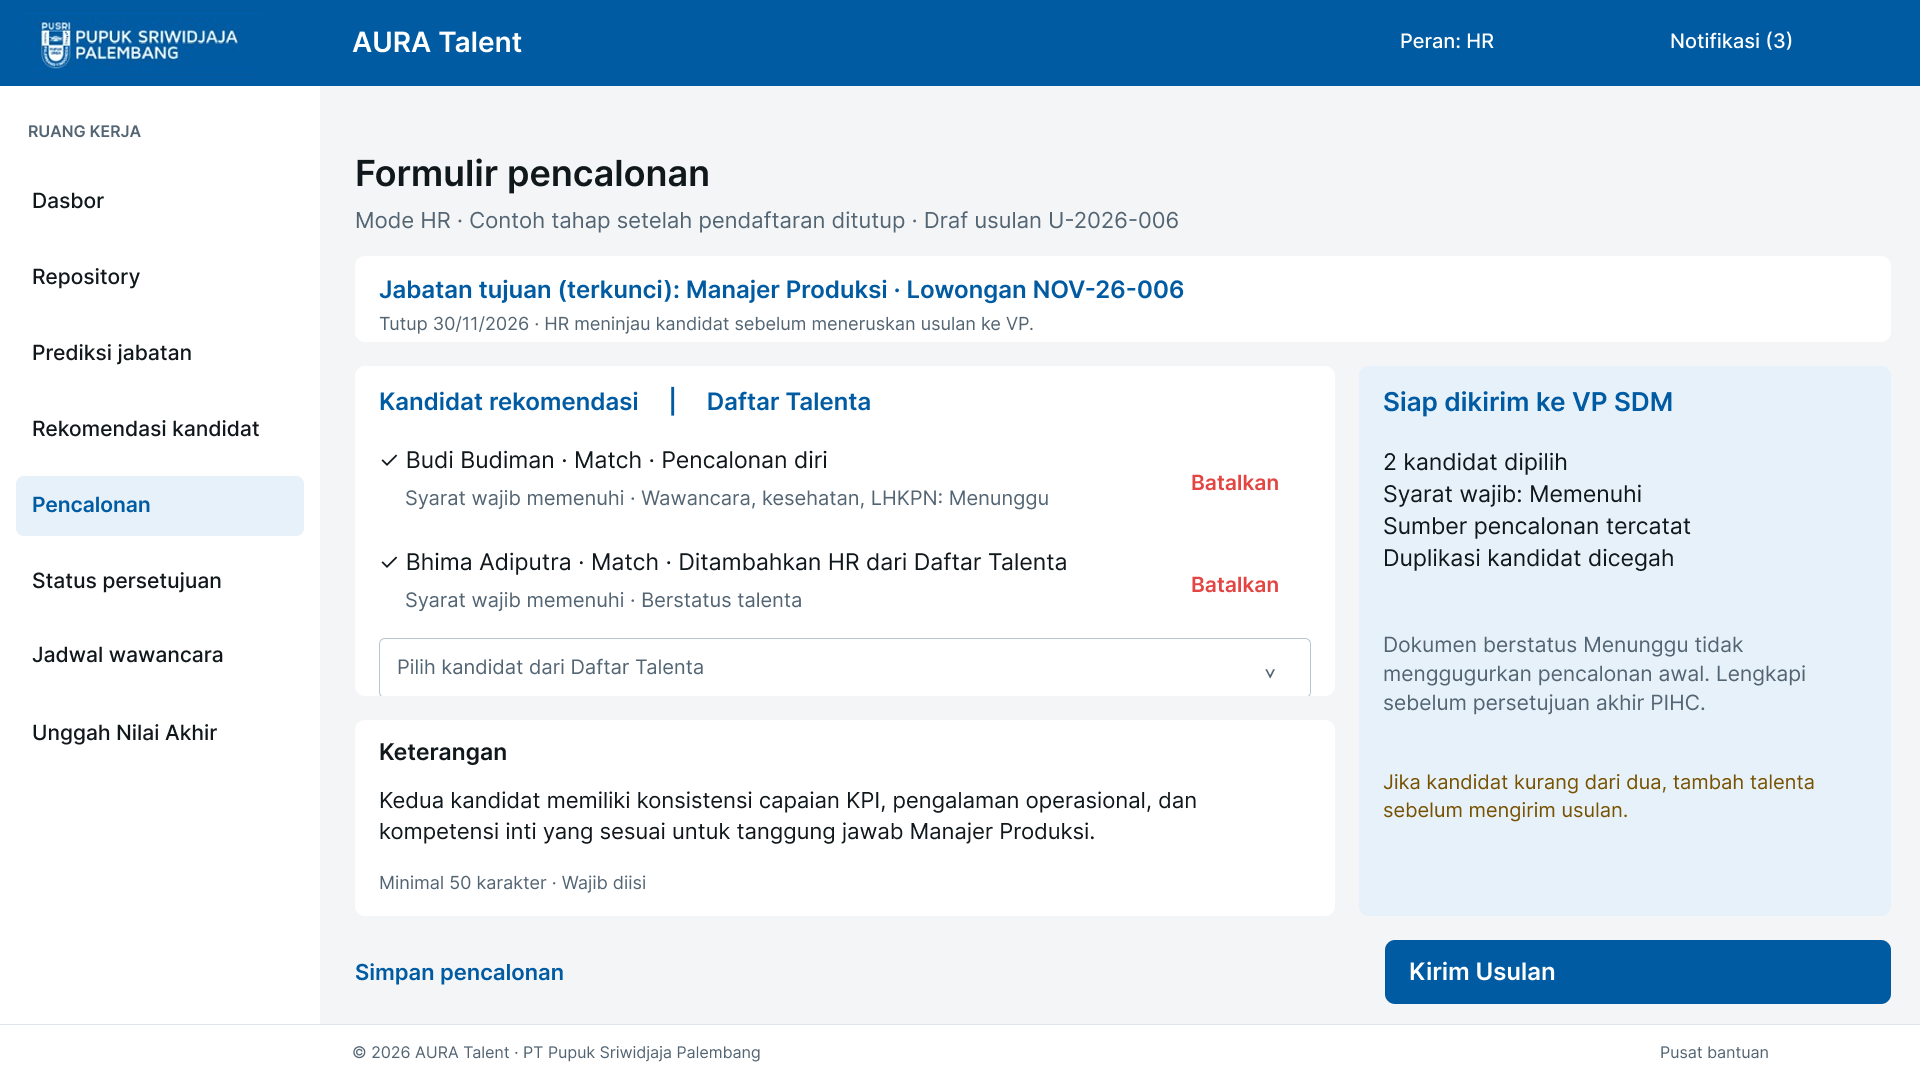 PUSRI
PUPUK SRIWIDJAJA
PALEMBANG
AURA Talent
Peran: HR
Notifikasi (3)
RUANG KERJA
Dasbor
Repository
Prediksi jabatan
Rekomendasi kandidat
Pencalonan
Status persetujuan
Jadwal wawancara
Unggah Nilai Akhir
Formulir pencalonan
Mode HR · Contoh tahap setelah pendaftaran ditutup · Draf usulan U-2026-006
Jabatan tujuan (terkunci): Manajer Produksi · Lowongan NOV-26-006
Tutup 30/11/2026 · HR meninjau kandidat sebelum meneruskan usulan ke VP.
Kandidat rekomendasi | Daftar Talenta
✓ Budi Budiman · Match · Pencalonan diri
Syarat wajib memenuhi · Wawancara, kesehatan, LHKPN: Menunggu
Batalkan
✓ Bhima Adiputra · Match · Ditambahkan HR dari Daftar Talenta
Syarat wajib memenuhi · Berstatus talenta
Batalkan
Pilih kandidat dari Daftar Talenta v
Keterangan
Kedua kandidat memiliki konsistensi capaian KPI, pengalaman operasional, dan
kompetensi inti yang sesuai untuk tanggung jawab Manajer Produksi.
Minimal 50 karakter · Wajib diisi
Siap dikirim ke VP SDM
2 kandidat dipilih
Syarat wajib: Memenuhi
Sumber pencalonan tercatat
Duplikasi kandidat dicegah
Dokumen berstatus Menunggu tidak
menggugurkan pencalonan awal. Lengkapi
sebelum persetujuan akhir PIHC.
Jika kandidat kurang dari dua, tambah talenta
sebelum mengirim usulan.
Simpan pencalonan
Kirim Usulan
© 2026 AURA Talent · PT Pupuk Sriwidjaja Palembang
Pusat bantuan